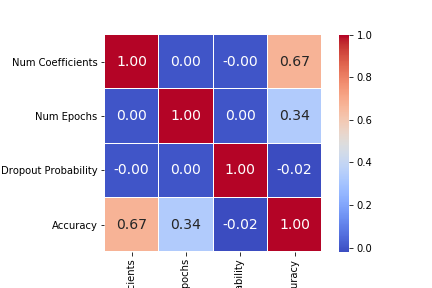 Num Coefficients 1.00 0.00 -0.00 0.67
Num Epochs 0.00 1.00 0.00 0.34
Dropout Probability -0.00 0.00 1.00 -0.02
Accuracy 0.67 0.34 -0.02 1.00
1.0
0.8
0.6
0.4
0.2
0.0